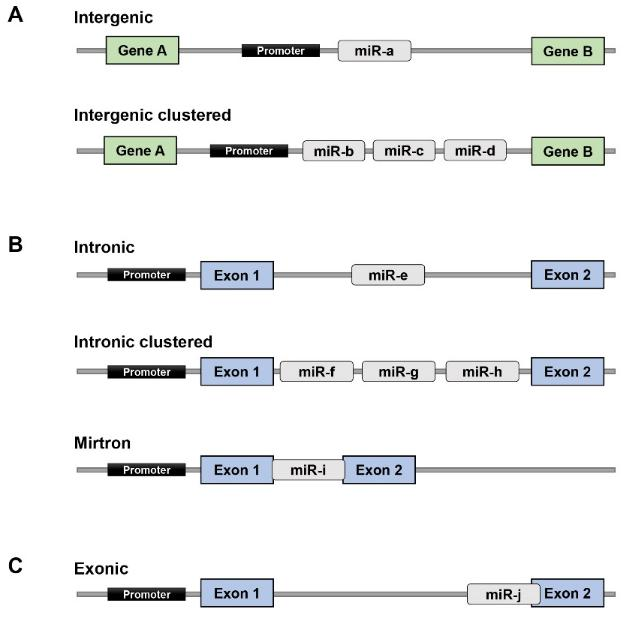 A
Intergenic
Gene A Promoter miR-a Gene B
Intergenic clustered
Gene A Promoter miR-b miR-c miR-d Gene B
B
Intronic
Promoter Exon 1 miR-e Exon 2
Intronic clustered
Promoter Exon 1 miR-f miR-g miR-h Exon 2
Mirtron
Promoter Exon 1 miR-i Exon 2
C
Exonic
Promoter Exon 1 miR-j Exon 2